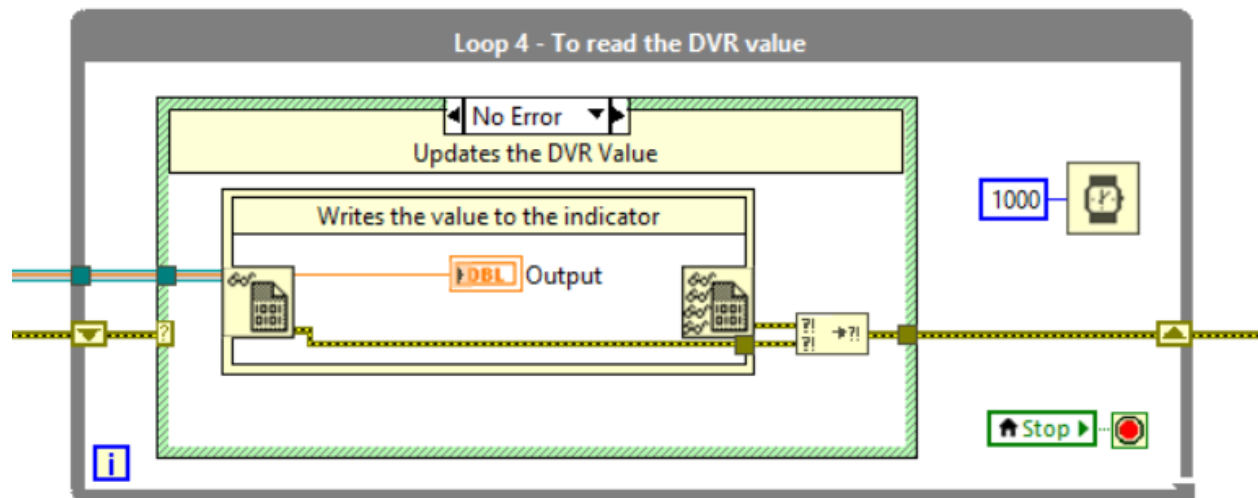 Loop 4 - To read the DVR value
No Error
Updates the DVR Value
Writes the value to the indicator
1000
DBL
Output
?
?!
?!
?!
Stop
i